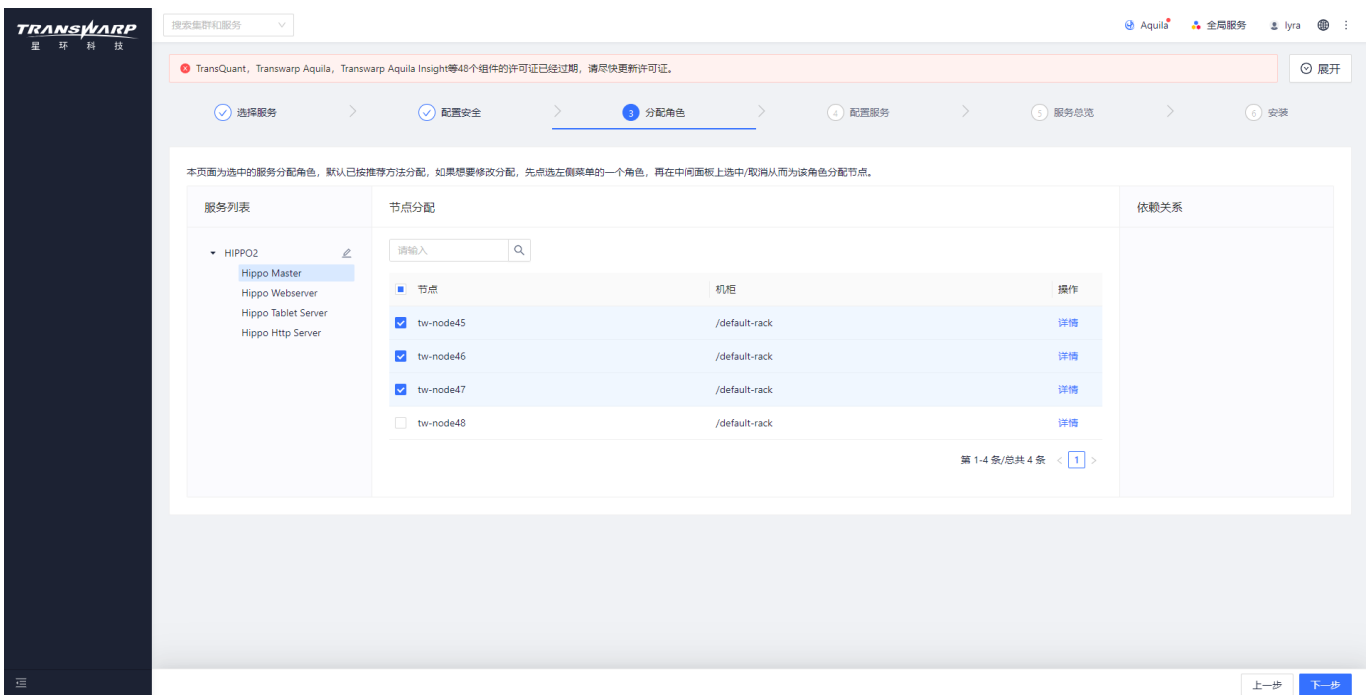 TRANSWARP
星 环 科 技
搜索集群和服务
Aquila
全局服务
lyra
TransQuant，Transwarp Aquila，Transwarp Aquila Insight等48个组件的许可证已经过期，请尽快更新许可证。
展开
选择服务
配置安全
3 分配角色
4 配置服务
5 服务总览
6 安装
本页面为选中的服务分配角色，默认已按推荐方法分配，如果想要修改分配，先点选左侧菜单的一个角色，再在中间面板上选中/取消从而为该角色分配节点。
服务列表
HIPPO2
Hippo Master
Hippo Webserver
Hippo Tablet Server
Hippo Http Server
节点分配
请输入
节点 机柜 操作
tw-node45 /default-rack 详情
tw-node46 /default-rack 详情
tw-node47 /default-rack 详情
tw-node48 /default-rack 详情
第 1-4 条/总共 4 条 < 1 >
依赖关系
上一步
下一步